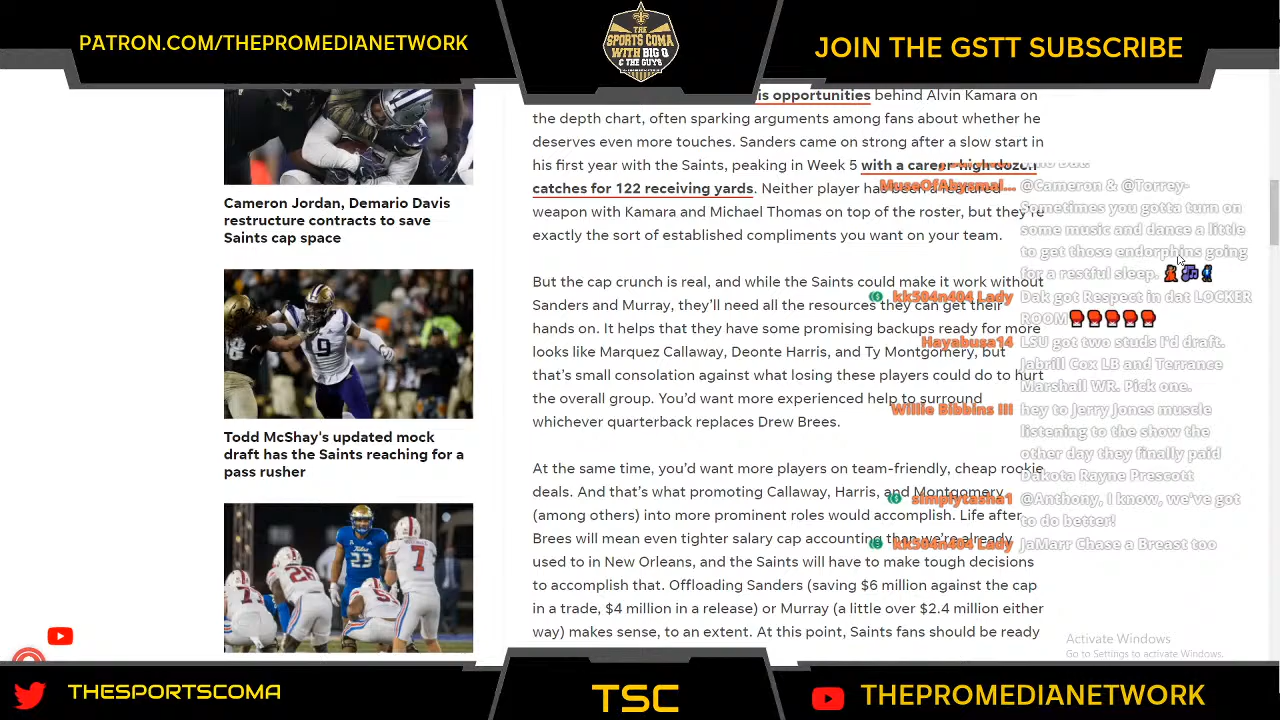 PATRON.COM/THEPROMEDIANETWORK
THE
SPORTS COMA
WITH BIG Q
& THE GUYS
JOIN THE GSTT SUBSCRIBE
Cameron Jordan, Demario Davis
restructure contracts to save
Saints cap space
Todd McShay's updated mock
draft has the Saints reaching for a
pass rusher
is opportunities behind Alvin Kamara on
the depth chart, often sparking arguments among fans about whether he
deserves even more touches. Sanders came on strong after a slow start in
his first year with the Saints, peaking in Week 5 with a career-high dozen
catches for 122 receiving yards. Neither player has been a featured
weapon with Kamara and Michael Thomas on top of the roster, but they're
exactly the sort of established compliments you want on your team.
But the cap crunch is real, and while the Saints could make it work without
Sanders and Murray, they'll need all the resources they can get their
hands on. It helps that they have some promising backups ready for more
looks like Marquez Callaway, Deonte Harris, and Ty Montgomery, but
that's small consolation against what losing these players could do to hurt
the overall group. You'd want more experienced help to surround
whichever quarterback replaces Drew Brees.
At the same time, you'd want more players on team-friendly, cheap rookie
deals. And that's what promoting Callaway, Harris, and Montgomery
(among others) into more prominent roles would accomplish. Life after
Brees will mean even tighter salary cap accounting than we're already
used to in New Orleans, and the Saints will have to make tough decisions
to accomplish that. Offloading Sanders (saving $6 million against the cap
in a trade, $4 million in a release) or Murray (a little over $2.4 million either
way) makes sense, to an extent. At this point, Saints fans should be ready
Dat!
MuseOfAbysmal... @Cameron & @Torrey-
Sometimes you gotta turn on
some music and dance a little
to get those endorphins going
for a restful sleep.
kk504n404 Lady Dak got Respect in dat LOCKER
ROOM
Hayabusa14 LSU got two studs I'd draft.
Jabrill Cox LB and Terrance
Marshall WR. Pick one.
Willie Bibbins III hey to Jerry Jones muscle
listening to the show the
other day they finally paid
Dakota Rayne Prescott
simplytasha1 @Anthony, I know, we've got
to do better!
kk504n404 Lady JaMarr Chase a Breast too
Activate Windows
Go to Settings to activate Windows.
THESPORTSCOMA
TSC
THEPROMEDIANETWORK